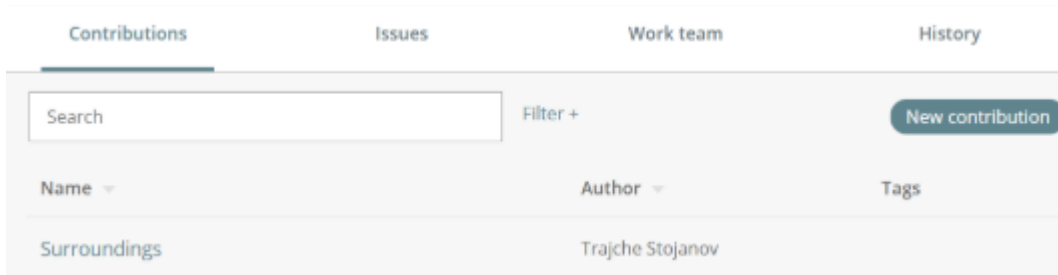 Contributions Issues Work team History
Search Filter + New contribution
Name Author Tags
Surroundings Trajche Stojanov